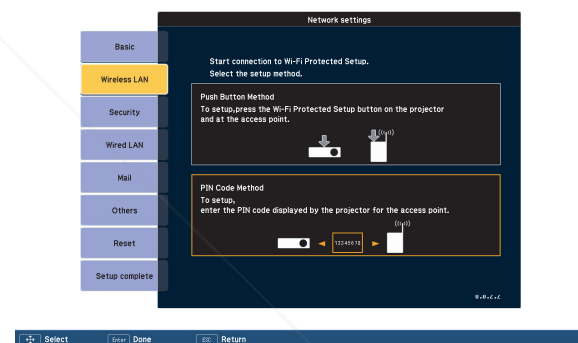 Network settings
Basic
Wireless LAN
Security
Wired LAN
Mail
Others
Reset
Setup complete
Start connection to Wi-Fi Protected Setup.
Select the setup method.
Push Button Method
To setup,press the Wi-Fi Protected Setup button on the projector
and at the access point.
PIN Code Method
To setup,
enter the PIN code displayed by the projector for the access point.
12345678
Select
Enter Done
ESC Return